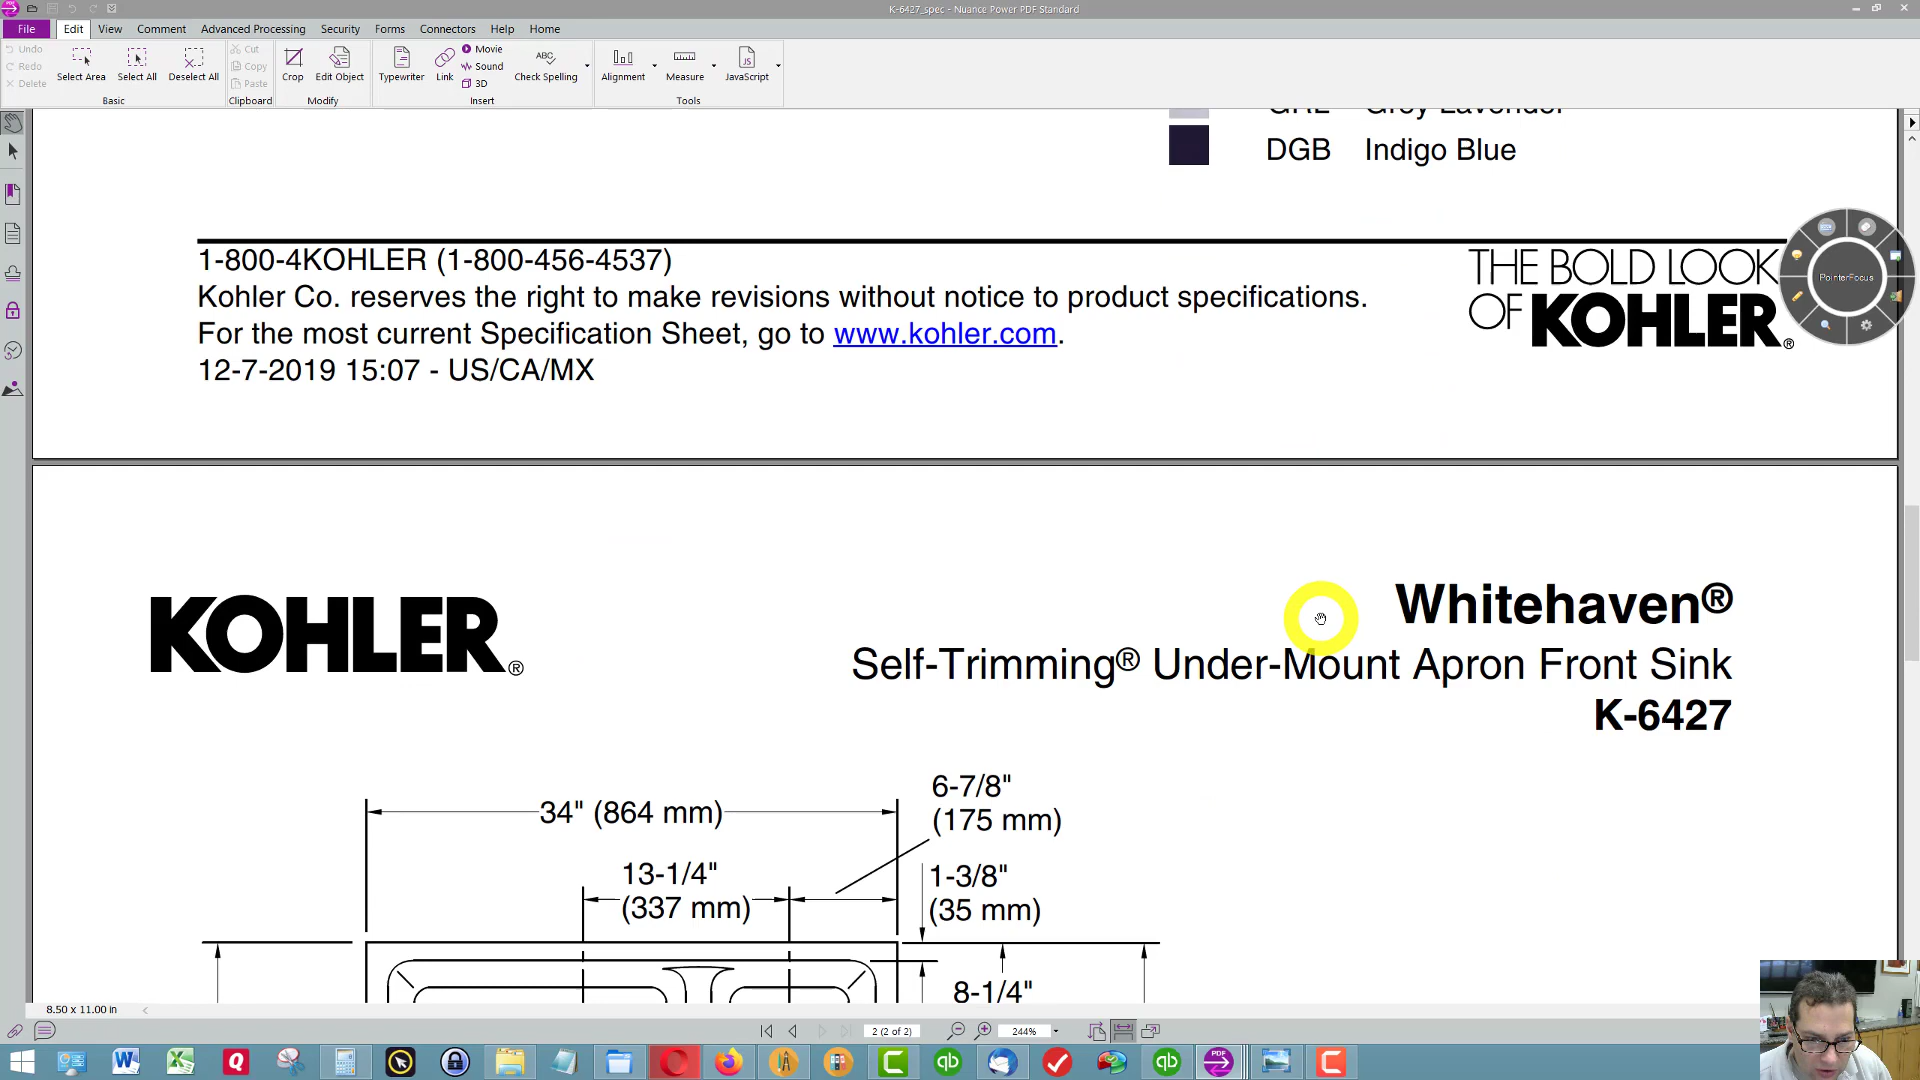 K-6427_spec - Nuance Power PDF Standard
File Edit View Comment Advanced Processing Security Forms Connectors Help Home
Undo
Redo
Delete
Select Area
Select All
Deselect All
Basic
Cut
Copy
Paste
Clipboard
Crop
Edit Object
Modify
Typewriter
Link
Movie
Sound
3D
ABC
Check Spelling
Insert
Alignment
Measure
JS
JavaScript
Tools
Grey Lavender
DGB Indigo Blue
1-800-4KOHLER (1-800-456-4537)
Kohler Co. reserves the right to make revisions without notice to product specifications.
For the most current Specification Sheet, go to www.kohler.com.
12-7-2019 15:07 - US/CA/MX
THE BOLD LOOK
OF KOHLER®
PointerFocus
KOHLER®
Whitehaven®
Self-Trimming® Under-Mount Apron Front Sink
K-6427
34" (864 mm)
6-7/8"
(175 mm)
13-1/4"
(337 mm)
1-3/8"
(35 mm)
8-1/4"
8.50 x 11.00 in
2 (2 of 2)
244%
PDF